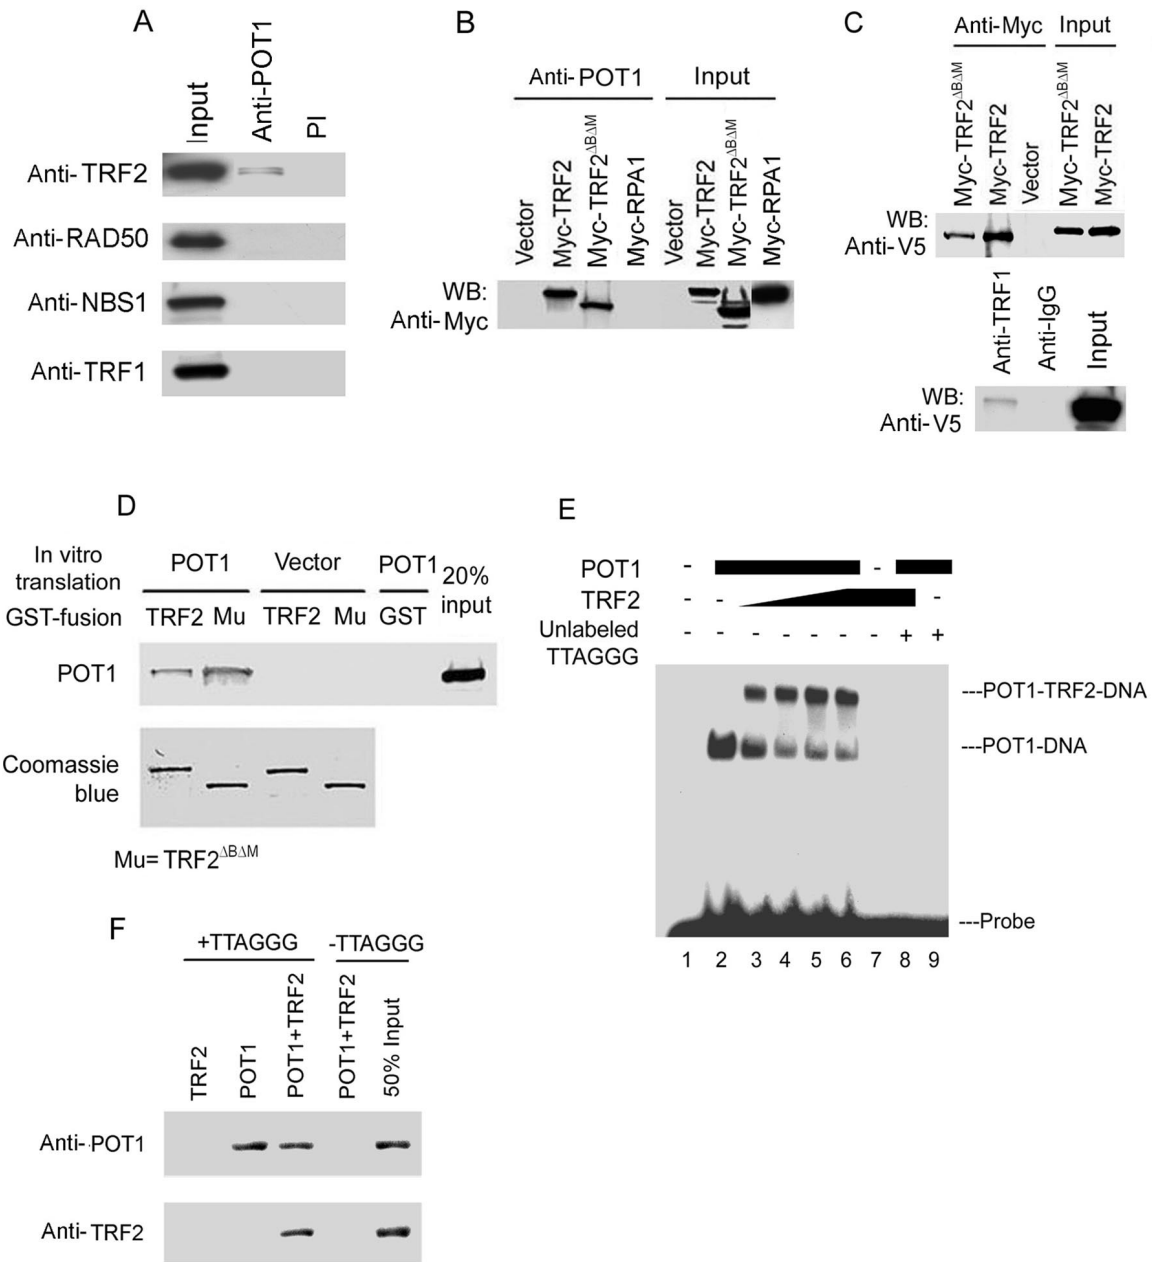 A
Input
Anti-POT1
PI
Anti-TRF2
Anti-RAD50
Anti-NBS1
Anti-TRF1
B
Anti-POT1
Input
Vector
Myc-TRF2
Myc-TRF2ΔBΔM
Myc-RPA1
Vector
Myc-TRF2
Myc-TRF2ΔBΔM
Myc-RPA1
WB:
Anti-Myc
C
Anti-Myc
Input
Myc-TRF2ΔBΔM
Myc-TRF2
Vector
Myc-TRF2ΔBΔM
Myc-TRF2
WB:
Anti-V5
Anti-TRF1
Anti-IgG
Input
WB:
Anti-V5
D
In vitro
translation
POT1 Vector POT1 20%
input
GST-fusion TRF2 Mu TRF2 Mu GST
POT1
Coomassie
blue
Mu= TRF2ΔBΔM
E
POT1 - -
TRF2 - - -
Unlabeled
TTAGGG
- - - - - - - + +
---POT1-TRF2-DNA
---POT1-DNA
---Probe
1 2 3 4 5 6 7 8 9
F
+TTAGGG -TTAGGG
TRF2
POT1
POT1+TRF2
POT1+TRF2
50% Input
Anti-POT1
Anti-TRF2